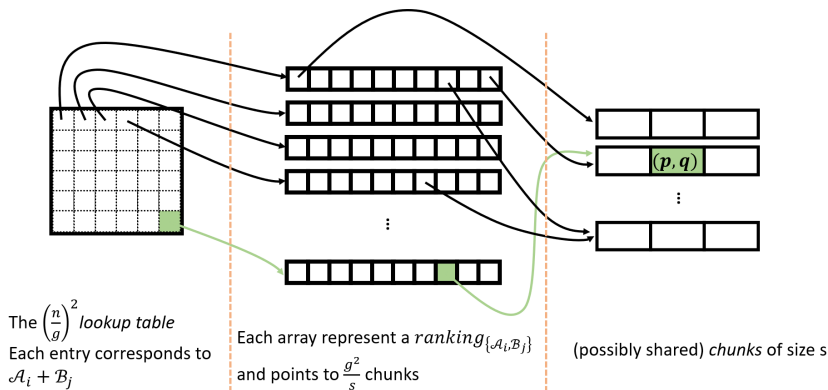 (p, q)
⋮
⋮
The (n/g)² lookup table
Each entry corresponds to
𝒜ᵢ + ℬⱼ
Each array represent a ranking_{𝒜ᵢ,ℬⱼ}
and points to g²/s chunks
(possibly shared) chunks of size s